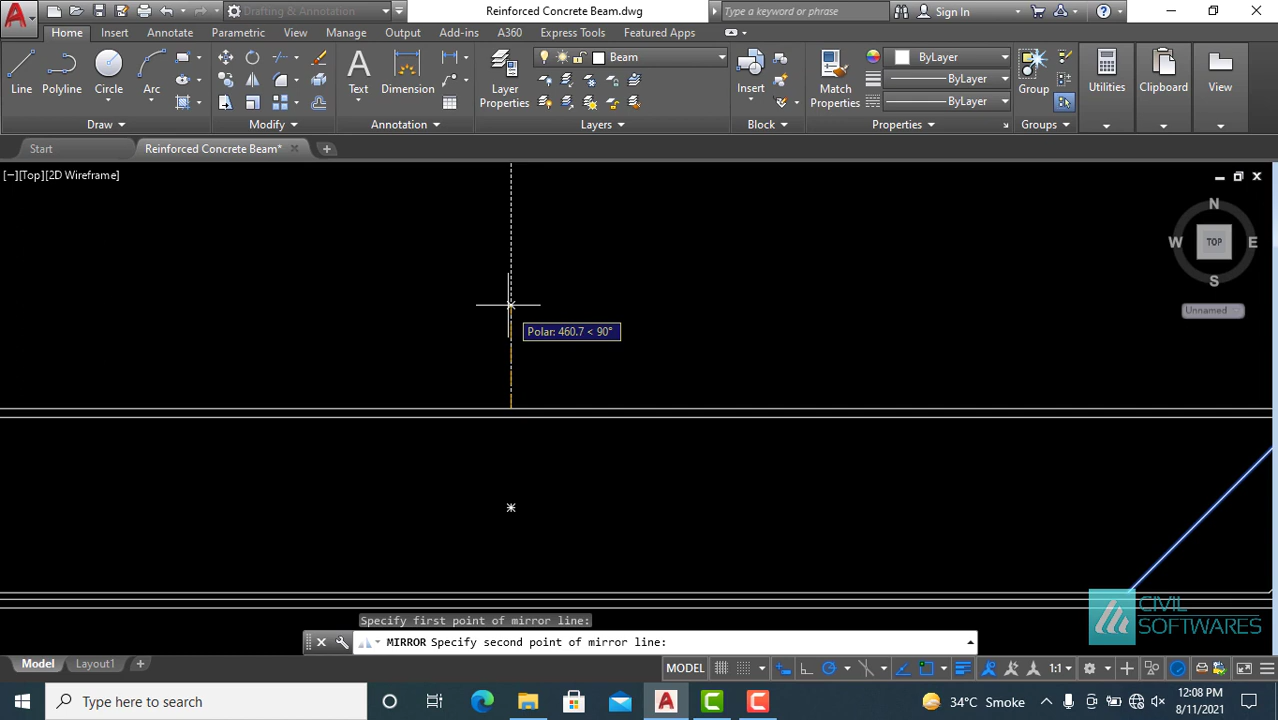 Drafting & Annotation
Reinforced Concrete Beam.dwg
Type a keyword or phrase
Sign In
Home Insert Annotate Parametric View Manage Output Add-ins A360 Express Tools Featured Apps
Beam
ByLayer
ByLayer
ByLayer
Line Polyline Circle Arc Text Dimension Layer Properties Insert Match Properties Group Utilities Clipboard View
Draw Modify Annotation Layers Block Properties Groups
Start Reinforced Concrete Beam*
[−][Top][2D Wireframe]
N
W TOP E
S
Unnamed
Polar: 460.7 < 90°
CIVIL
SOFTWARES
Specify first point of mirror line:
MIRROR Specify second point of mirror line:
Model Layout1
MODEL 1:1
Type here to search
34°C Smoke
12:08 PM
8/11/2021